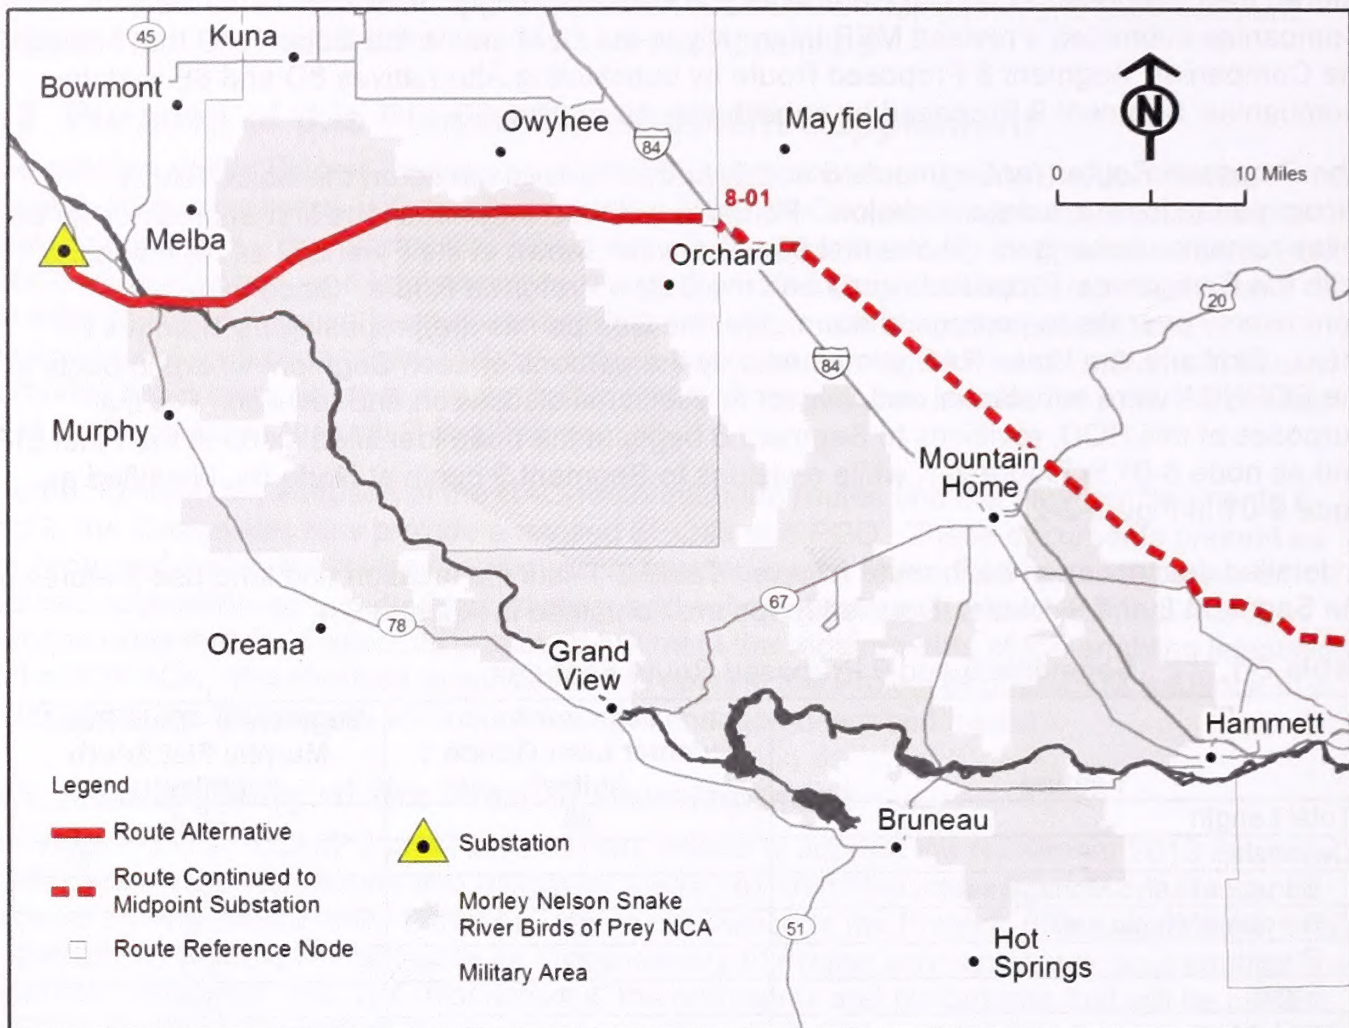 45
Kuna
Bowmont
Owyhee
84
Mayfield
N
0
10 Miles
8-01
Melba
Orchard
20
84
Murphy
Mountain
Home
67
78
Oreana
Grand
View
Hammett
Bruneau
51
Hot
Springs
Legend
Route Alternative
Route Continued to
Midpoint Substation
Route Reference Node
Substation
Morley Nelson Snake
River Birds of Prey NCA
Military Area